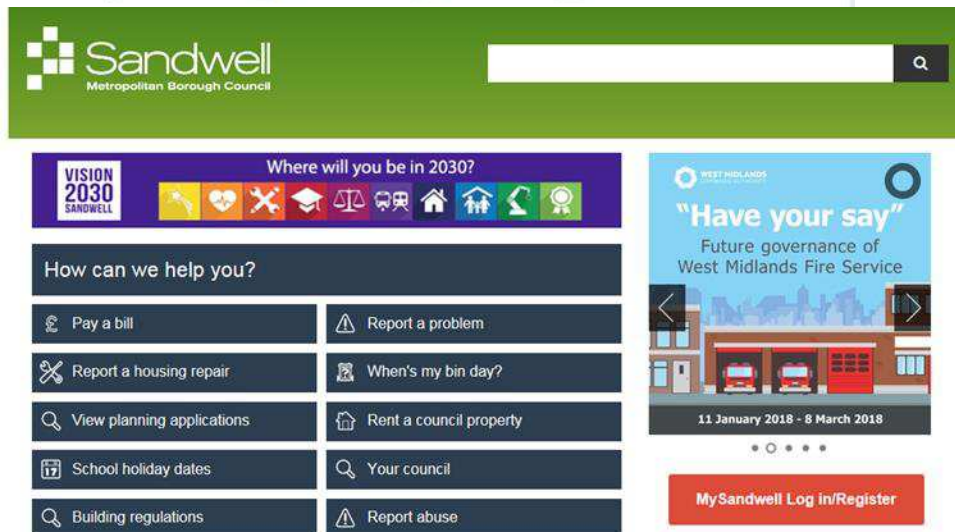 Sandwell
Metropolitan Borough Council
VISION
2030
SANDWELL
Where will you be in 2030?
How can we help you?
Pay a bill
Report a problem
Report a housing repair
When's my bin day?
View planning applications
Rent a council property
17
School holiday dates
Your council
Building regulations
Report abuse
WEST MIDLANDS
"Have your say"
Future governance of
West Midlands Fire Service
11 January 2018 - 8 March 2018
MySandwell Log in/Register